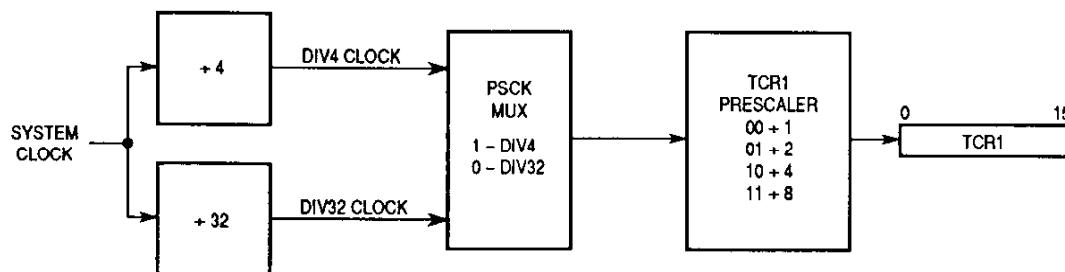 SYSTEM
CLOCK
÷ 4
DIV4 CLOCK
÷ 32
DIV32 CLOCK
PSCK
MUX
1 – DIV4
0 – DIV32
TCR1
PRESCALER
00 ÷ 1
01 ÷ 2
10 ÷ 4
11 ÷ 8
0 15
TCR1